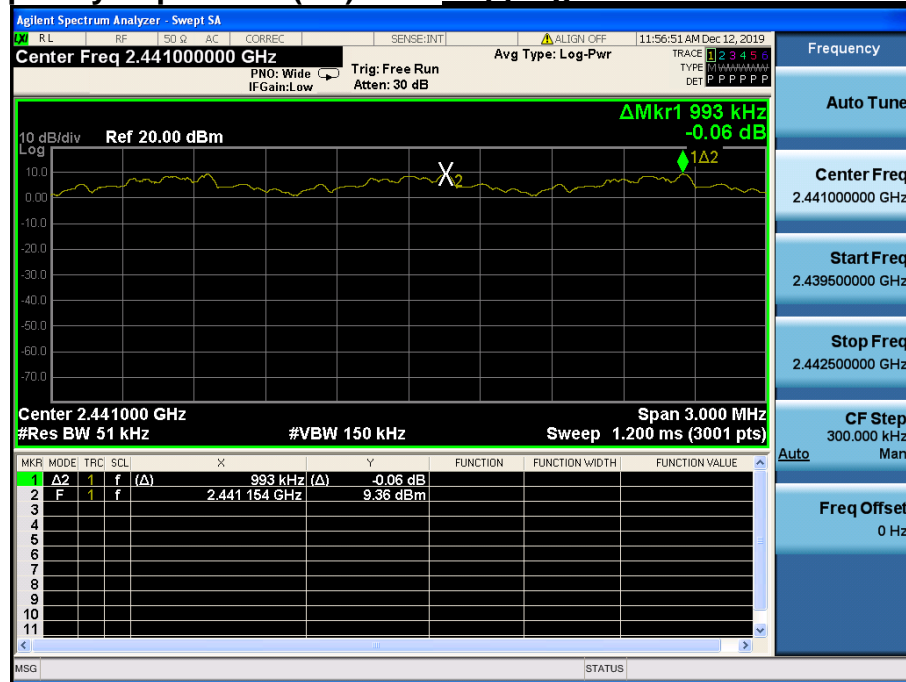 Agilent Spectrum Analyzer - Swept SA
LXI RL RF 50 Ω AC CORREC SENSE:INT ALIGN OFF 11:56:51 AM Dec 12, 2019
Center Freq 2.441000000 GHz Avg Type: Log-Pwr TRACE 1 2 3 4 5 6
PNO: Wide Trig: Free Run TYPE M W W W W W
IFGain:Low Atten: 30 dB DET P P P P P P
ΔMkr1 993 kHz
10 dB/div Ref 20.00 dBm -0.06 dB
Log
1Δ2
10.0
X2
0.00
-10.0
-20.0
-30.0
-40.0
-50.0
-60.0
-70.0
Center 2.441000 GHz Span 3.000 MHz
#Res BW 51 kHz #VBW 150 kHz Sweep 1.200 ms (3001 pts)
MKR MODE TRC SCL X Y FUNCTION FUNCTION WIDTH FUNCTION VALUE
1 Δ2 1 f (Δ) 993 kHz (Δ) -0.06 dB
2 F 1 f 2.441 154 GHz 9.36 dBm
3
4
5
6
7
8
9
10
11
MSG STATUS
Frequency
Auto Tune
Center Freq
2.441000000 GHz
Start Freq
2.439500000 GHz
Stop Freq
2.442500000 GHz
CF Step
300.000 kHz
Auto Man
Freq Offset
0 Hz